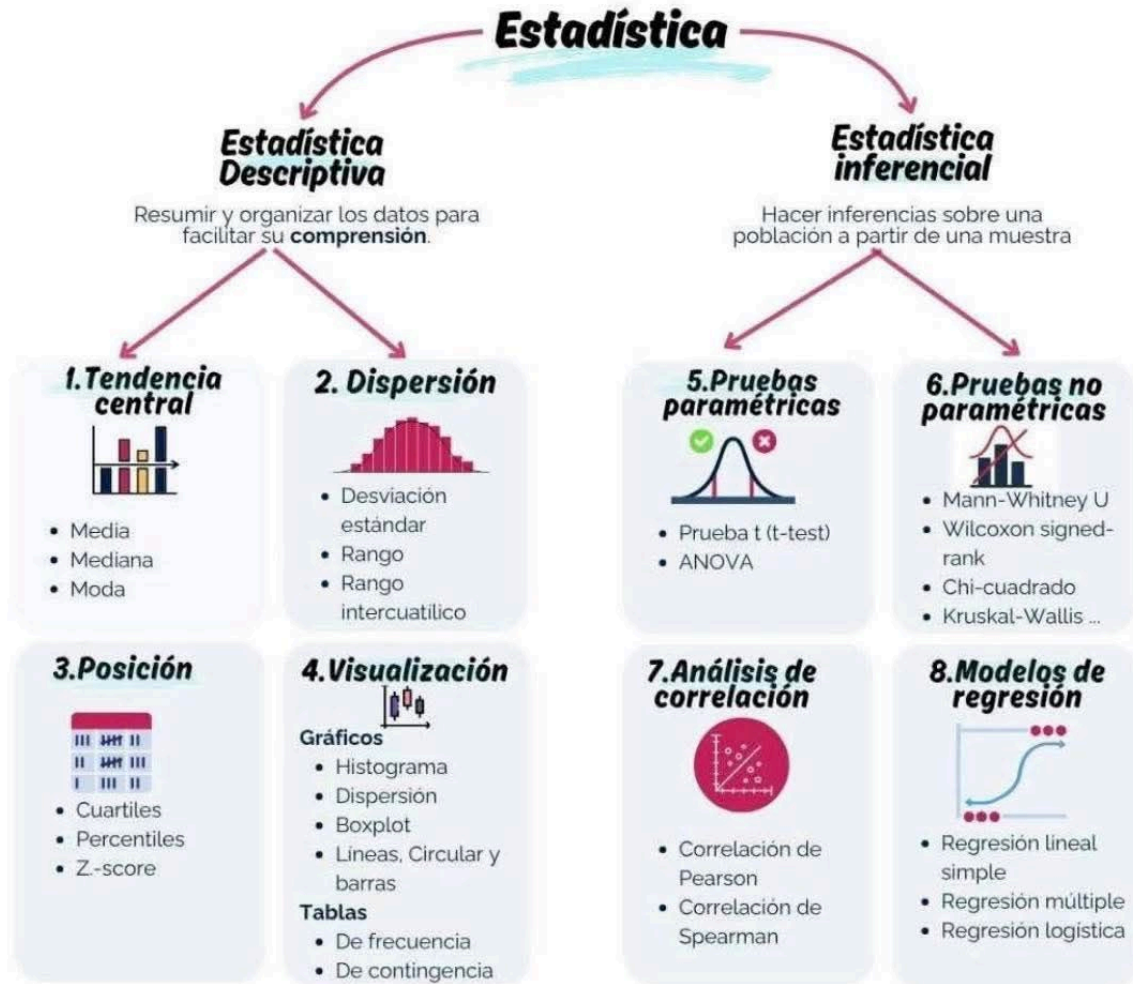 Estadística
Estadística
Descriptiva
Resumir y organizar los datos para
facilitar su comprensión.
Estadística
inferencial
Hacer inferencias sobre una
población a partir de una muestra
1.Tendencia
central
• Media
• Mediana
• Moda
2. Dispersión
• Desviación
estándar
• Rango
• Rango
intercuatílico
3.Posición
• Cuartiles
• Percentiles
• Z.-score
4.Visualización
Gráficos
• Histograma
• Dispersión
• Boxplot
• Líneas, Circular y
barras
Tablas
• De frecuencia
• De contingencia
5.Pruebas
paramétricas
• Prueba t (t-test)
• ANOVA
6.Pruebas no
paramétricas
• Mann-Whitney U
• Wilcoxon signed-
rank
• Chi-cuadrado
• Kruskal-Wallis ...
7.Análisis de
correlación
• Correlación de
Pearson
• Correlación de
Spearman
8.Modelos de
regresión
• Regresión lineal
simple
• Regresión múltiple
• Regresión logística